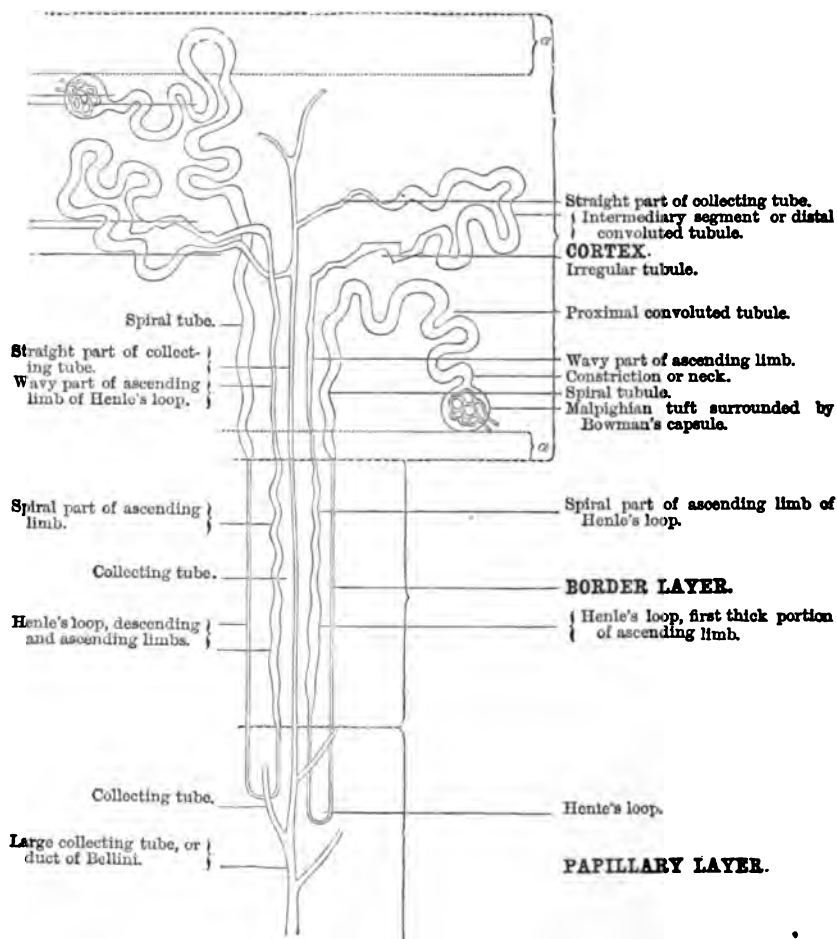 a
Straight part of collecting tube.
Intermediary segment or distal
convoluted tubule.
CORTEX.
Irregular tubule.
Spiral tube.
Proximal convoluted tubule.
Straight part of collect-
ing tube.
Wavy part of ascending
limb of Henle's loop.
Wavy part of ascending limb.
Constriction or neck.
Spiral tubule.
Malpighian tuft surrounded by
Bowman's capsule.
a
Spiral part of ascending
limb.
Spiral part of ascending limb of
Henle's loop.
Collecting tube.
BORDER LAYER.
Henle's loop, descending
and ascending limbs.
Henle's loop, first thick portion
of ascending limb.
Collecting tube.
Henle's loop.
Large collecting tube, or
duct of Bellini.
PAPILLARY LAYER.